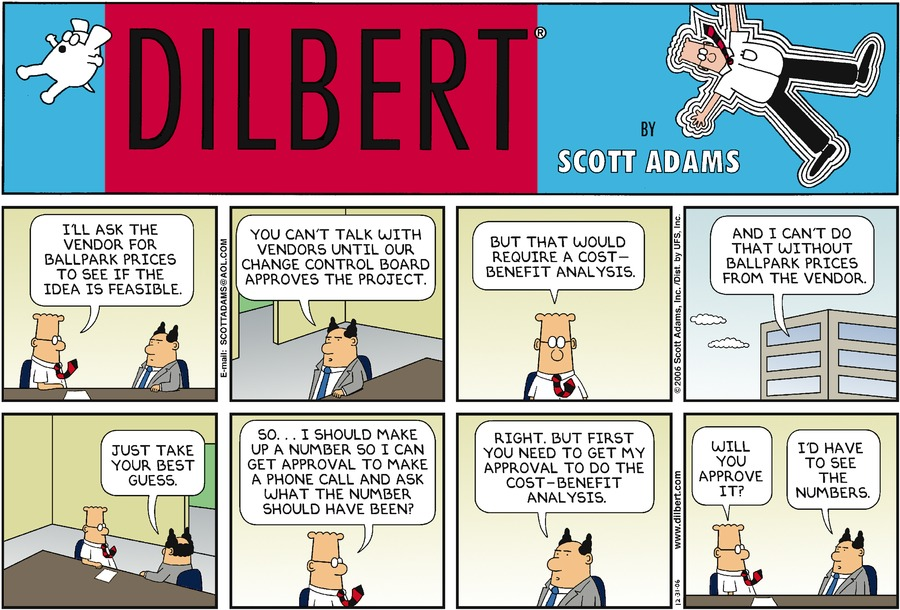 DILBERT®
BY
SCOTT ADAMS
I'LL ASK THE
VENDOR FOR
BALLPARK PRICES
TO SEE IF THE
IDEA IS FEASIBLE.
E-mail: SCOTTADAMS@AOL.COM
YOU CAN'T TALK WITH
VENDORS UNTIL OUR
CHANGE CONTROL BOARD
APPROVES THE PROJECT.
BUT THAT WOULD
REQUIRE A COST-
BENEFIT ANALYSIS.
© 2006 Scott Adams, Inc. /Dist. by UFS, Inc.
AND I CAN'T DO
THAT WITHOUT
BALLPARK PRICES
FROM THE VENDOR.
JUST TAKE
YOUR BEST
GUESS.
SO... I SHOULD MAKE
UP A NUMBER SO I CAN
GET APPROVAL TO MAKE
A PHONE CALL AND ASK
WHAT THE NUMBER
SHOULD HAVE BEEN?
RIGHT. BUT FIRST
YOU NEED TO GET MY
APPROVAL TO DO THE
COST-BENEFIT
ANALYSIS.
12-31-06
www.dilbert.com
WILL
YOU
APPROVE
IT?
I'D HAVE
TO SEE
THE
NUMBERS.